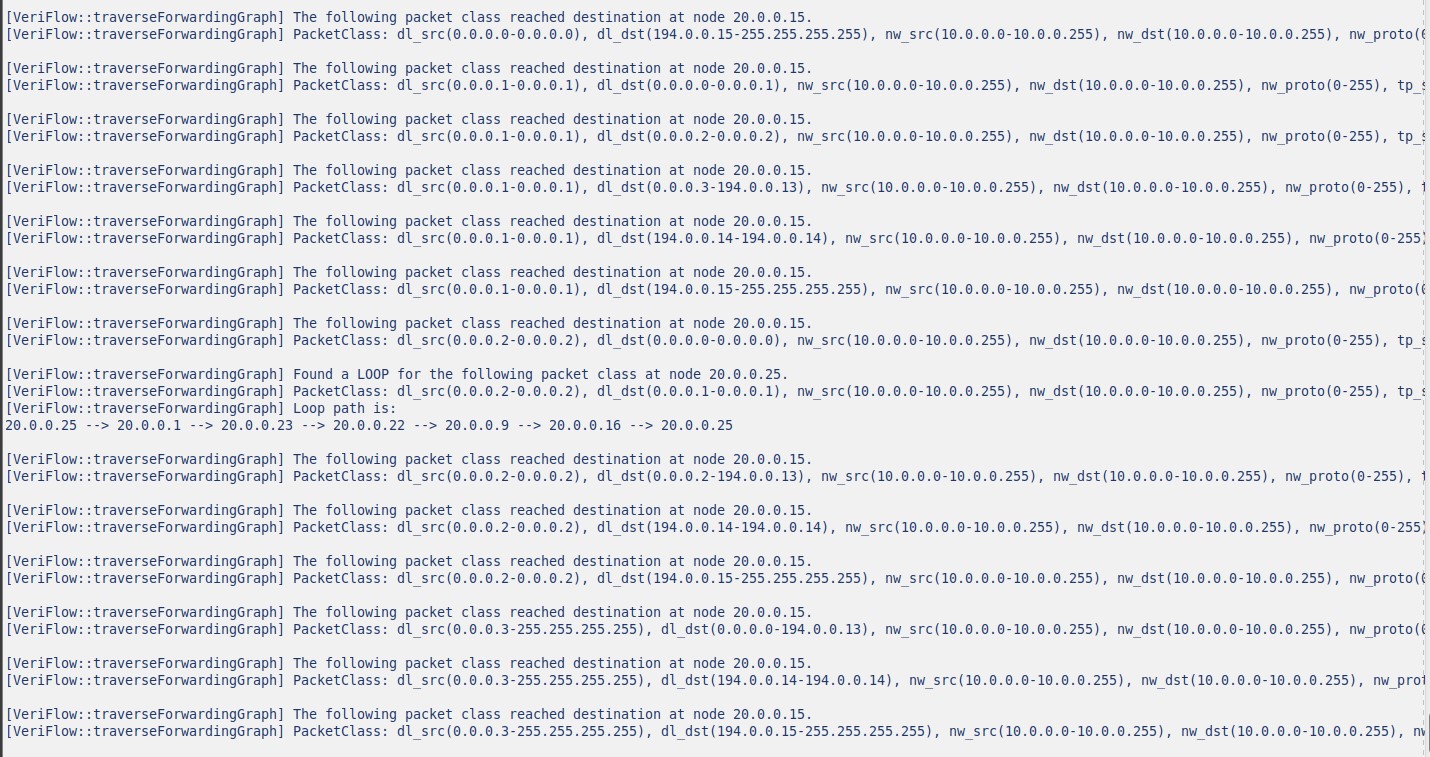 [VeriFlow::traverseForwardingGraph] The following packet class reached destination at node 20.0.0.15.
[VeriFlow::traverseForwardingGraph] PacketClass: dl_src(0.0.0.0-0.0.0.0), dl_dst(194.0.0.15-255.255.255.255), nw_src(10.0.0.0-10.0.0.255), nw_dst(10.0.0.0-10.0.0.255), nw_proto(0
[VeriFlow::traverseForwardingGraph] The following packet class reached destination at node 20.0.0.15.
[VeriFlow::traverseForwardingGraph] PacketClass: dl_src(0.0.0.1-0.0.0.1), dl_dst(0.0.0.0-0.0.0.1), nw_src(10.0.0.0-10.0.0.255), nw_dst(10.0.0.0-10.0.0.255), nw_proto(0-255), tp_s
[VeriFlow::traverseForwardingGraph] The following packet class reached destination at node 20.0.0.15.
[VeriFlow::traverseForwardingGraph] PacketClass: dl_src(0.0.0.1-0.0.0.1), dl_dst(0.0.0.2-0.0.0.2), nw_src(10.0.0.0-10.0.0.255), nw_dst(10.0.0.0-10.0.0.255), nw_proto(0-255), tp_s
[VeriFlow::traverseForwardingGraph] The following packet class reached destination at node 20.0.0.15.
[VeriFlow::traverseForwardingGraph] PacketClass: dl_src(0.0.0.1-0.0.0.1), dl_dst(0.0.0.3-194.0.0.13), nw_src(10.0.0.0-10.0.0.255), nw_dst(10.0.0.0-10.0.0.255), nw_proto(0-255),
[VeriFlow::traverseForwardingGraph] The following packet class reached destination at node 20.0.0.15.
[VeriFlow::traverseForwardingGraph] PacketClass: dl_src(0.0.0.1-0.0.0.1), dl_dst(194.0.0.14-194.0.0.14), nw_src(10.0.0.0-10.0.0.255), nw_dst(10.0.0.0-10.0.0.255), nw_proto(0-255)
[VeriFlow::traverseForwardingGraph] The following packet class reached destination at node 20.0.0.15.
[VeriFlow::traverseForwardingGraph] PacketClass: dl_src(0.0.0.1-0.0.0.1), dl_dst(194.0.0.15-255.255.255.255), nw_src(10.0.0.0-10.0.0.255), nw_dst(10.0.0.0-10.0.0.255), nw_proto(0
[VeriFlow::traverseForwardingGraph] The following packet class reached destination at node 20.0.0.15.
[VeriFlow::traverseForwardingGraph] PacketClass: dl_src(0.0.0.2-0.0.0.2), dl_dst(0.0.0.0-0.0.0.0), nw_src(10.0.0.0-10.0.0.255), nw_dst(10.0.0.0-10.0.0.255), nw_proto(0-255), tp_s
[VeriFlow::traverseForwardingGraph] Found a LOOP for the following packet class at node 20.0.0.25.
[VeriFlow::traverseForwardingGraph] PacketClass: dl_src(0.0.0.2-0.0.0.2), dl_dst(0.0.0.1-0.0.0.1), nw_src(10.0.0.0-10.0.0.255), nw_dst(10.0.0.0-10.0.0.255), nw_proto(0-255), tp_s
[VeriFlow::traverseForwardingGraph] Loop path is:
20.0.0.25 --> 20.0.0.1 --> 20.0.0.23 --> 20.0.0.22 --> 20.0.0.9 --> 20.0.0.16 --> 20.0.0.25
[VeriFlow::traverseForwardingGraph] The following packet class reached destination at node 20.0.0.15.
[VeriFlow::traverseForwardingGraph] PacketClass: dl_src(0.0.0.2-0.0.0.2), dl_dst(0.0.0.2-194.0.0.13), nw_src(10.0.0.0-10.0.0.255), nw_dst(10.0.0.0-10.0.0.255), nw_proto(0-255),
[VeriFlow::traverseForwardingGraph] The following packet class reached destination at node 20.0.0.15.
[VeriFlow::traverseForwardingGraph] PacketClass: dl_src(0.0.0.2-0.0.0.2), dl_dst(194.0.0.14-194.0.0.14), nw_src(10.0.0.0-10.0.0.255), nw_dst(10.0.0.0-10.0.0.255), nw_proto(0-255)
[VeriFlow::traverseForwardingGraph] The following packet class reached destination at node 20.0.0.15.
[VeriFlow::traverseForwardingGraph] PacketClass: dl_src(0.0.0.2-0.0.0.2), dl_dst(194.0.0.15-255.255.255.255), nw_src(10.0.0.0-10.0.0.255), nw_dst(10.0.0.0-10.0.0.255), nw_proto(0
[VeriFlow::traverseForwardingGraph] The following packet class reached destination at node 20.0.0.15.
[VeriFlow::traverseForwardingGraph] PacketClass: dl_src(0.0.0.3-255.255.255.255), dl_dst(0.0.0.0-194.0.0.13), nw_src(10.0.0.0-10.0.0.255), nw_dst(10.0.0.0-10.0.0.255), nw_proto(0
[VeriFlow::traverseForwardingGraph] The following packet class reached destination at node 20.0.0.15.
[VeriFlow::traverseForwardingGraph] PacketClass: dl_src(0.0.0.3-255.255.255.255), dl_dst(194.0.0.14-194.0.0.14), nw_src(10.0.0.0-10.0.0.255), nw_dst(10.0.0.0-10.0.0.255), nw_prot
[VeriFlow::traverseForwardingGraph] The following packet class reached destination at node 20.0.0.15.
[VeriFlow::traverseForwardingGraph] PacketClass: dl_src(0.0.0.3-255.255.255.255), dl_dst(194.0.0.15-255.255.255.255), nw_src(10.0.0.0-10.0.0.255), nw_dst(10.0.0.0-10.0.0.255), nw